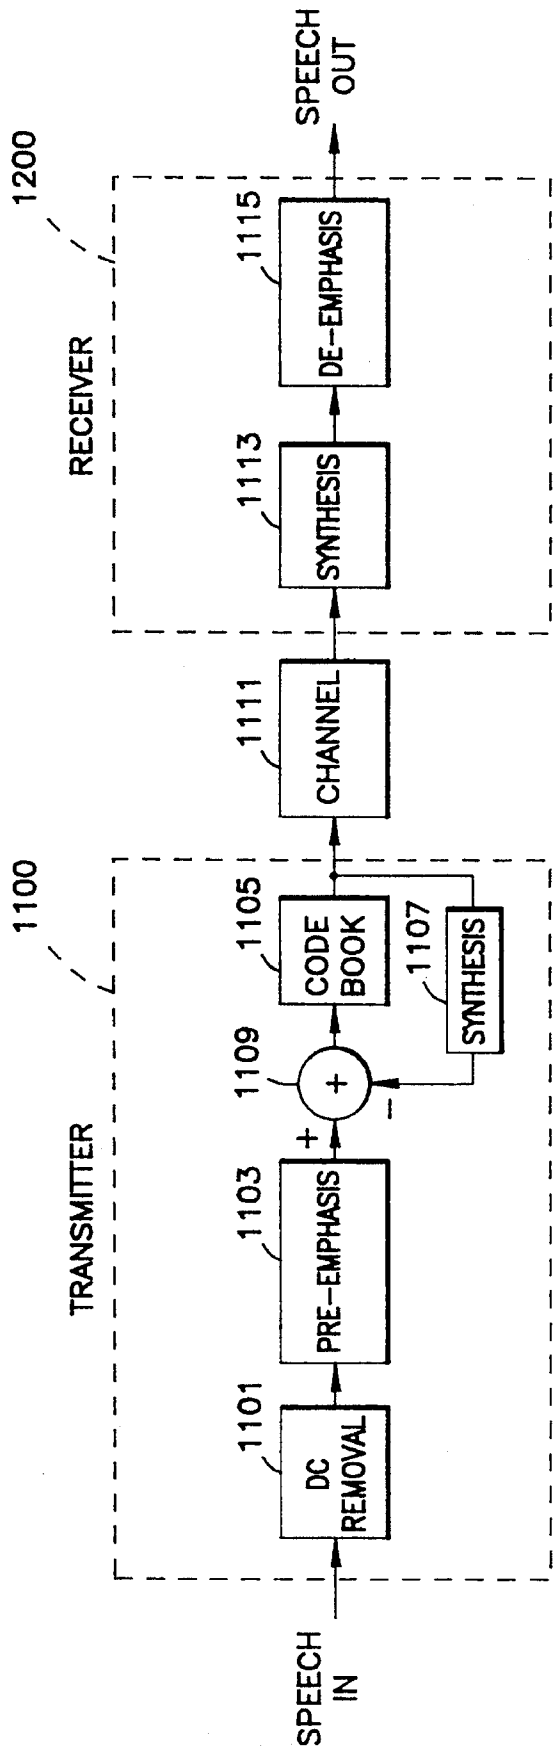 SPEECH
IN
TRANSMITTER
1100
1101
DC
REMOVAL
1103
PRE-EMPHASIS
+
1109
+
-
1105
CODE
BOOK
1107
SYNTHESIS
1111
CHANNEL
RECEIVER
1200
1113
SYNTHESIS
1115
DE-EMPHASIS
SPEECH
OUT